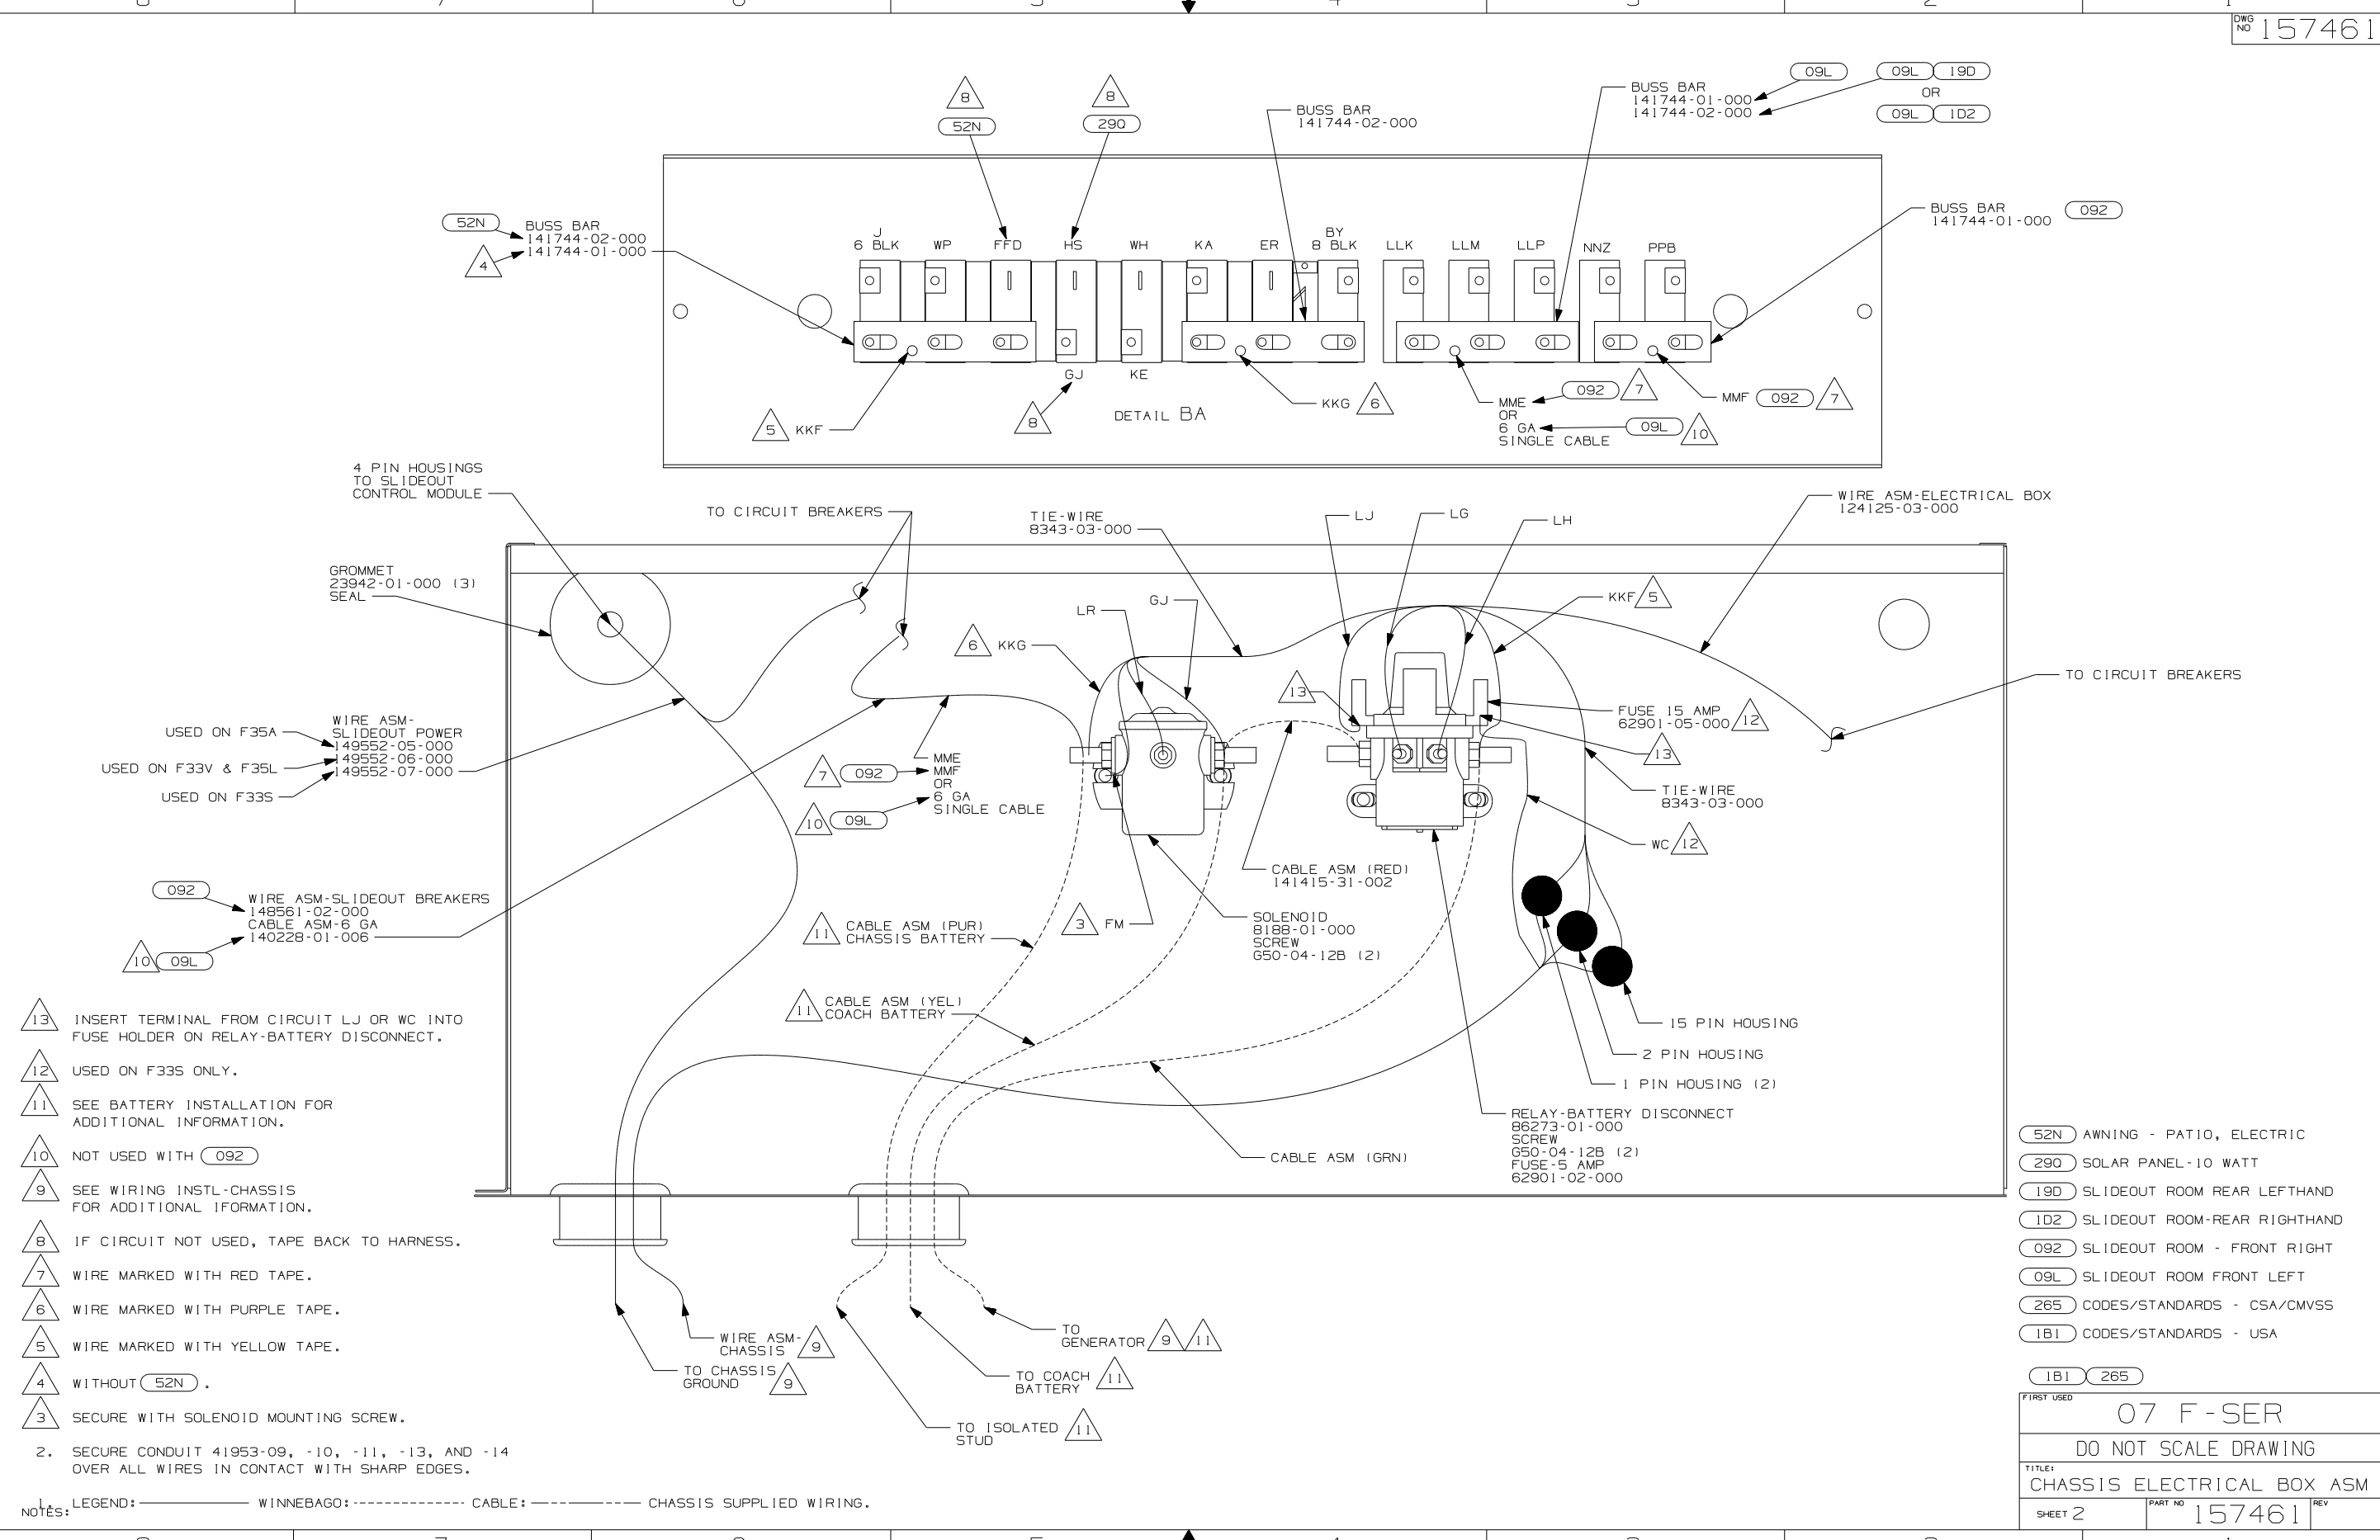 8 7 6 5 4 3 2 1
DWG NO 157461
8
52N
8
29Q
BUSS BAR
141744-02-000
BUSS BAR
141744-01-000
141744-02-000
09L
09L 19D
OR
09L 1D2
52N
BUSS BAR
141744-02-000
141744-01-000
4
BUSS BAR
141744-01-000
092
J
6 BLK
WP
FFD
HS
WH
KA
ER
BY
8 BLK
LLK
LLM
LLP
NNZ
PPB
GJ
KE
8
5 KKF
DETAIL BA
KKG 6
MME
OR
6 GA
SINGLE CABLE
092 7
09L 10
MMF 092 7
4 PIN HOUSINGS
TO SLIDEOUT
CONTROL MODULE
TO CIRCUIT BREAKERS
TIE-WIRE
8343-03-000
LJ
LG
LH
WIRE ASM-ELECTRICAL BOX
124125-03-000
GROMMET
23942-01-000 (3)
SEAL
LR
GJ
6 KKG
KKF 5
13
TO CIRCUIT BREAKERS
FUSE 15 AMP
62901-05-000 12
13
USED ON F35A
USED ON F33V & F35L
USED ON F33S
WIRE ASM-
SLIDEOUT POWER
149552-05-000
149552-06-000
149552-07-000
7 092
10 09L
MME
MMF
OR
6 GA
SINGLE CABLE
TIE-WIRE
8343-03-000
WC 12
CABLE ASM (RED)
141415-31-002
092
WIRE ASM-SLIDEOUT BREAKERS
148561-02-000
CABLE ASM-6 GA
140228-01-006
10 09L
11 CABLE ASM (PUR)
CHASSIS BATTERY
3 FM
SOLENOID
8188-01-000
SCREW
G50-04-12B (2)
11 CABLE ASM (YEL)
COACH BATTERY
15 PIN HOUSING
2 PIN HOUSING
1 PIN HOUSING (2)
RELAY-BATTERY DISCONNECT
86273-01-000
SCREW
G50-04-12B (2)
FUSE-5 AMP
62901-02-000
CABLE ASM (GRN)
WIRE ASM-
CHASSIS 9
TO CHASSIS
GROUND 9
TO
GENERATOR 9 11
TO COACH
BATTERY 11
TO ISOLATED
STUD 11
13 INSERT TERMINAL FROM CIRCUIT LJ OR WC INTO
FUSE HOLDER ON RELAY-BATTERY DISCONNECT.
12 USED ON F33S ONLY.
11 SEE BATTERY INSTALLATION FOR
ADDITIONAL INFORMATION.
10 NOT USED WITH 092
9 SEE WIRING INSTL-CHASSIS
FOR ADDITIONAL IFORMATION.
8 IF CIRCUIT NOT USED, TAPE BACK TO HARNESS.
7 WIRE MARKED WITH RED TAPE.
6 WIRE MARKED WITH PURPLE TAPE.
5 WIRE MARKED WITH YELLOW TAPE.
4 WITHOUT 52N .
3 SECURE WITH SOLENOID MOUNTING SCREW.
2. SECURE CONDUIT 41953-09, -10, -11, -13, AND -14
OVER ALL WIRES IN CONTACT WITH SHARP EDGES.
1. LEGEND: WINNEBAGO: CABLE: CHASSIS SUPPLIED WIRING.
NOTES:
52N AWNING - PATIO, ELECTRIC
29Q SOLAR PANEL-10 WATT
19D SLIDEOUT ROOM REAR LEFTHAND
1D2 SLIDEOUT ROOM-REAR RIGHTHAND
092 SLIDEOUT ROOM - FRONT RIGHT
09L SLIDEOUT ROOM FRONT LEFT
265 CODES/STANDARDS - CSA/CMVSS
1B1 CODES/STANDARDS - USA
1B1 265
FIRST USED
07 F-SER
DO NOT SCALE DRAWING
TITLE:
CHASSIS ELECTRICAL BOX ASM
SHEET 2
PART NO 157461
REV
8 7 6 5 4 3 2 1